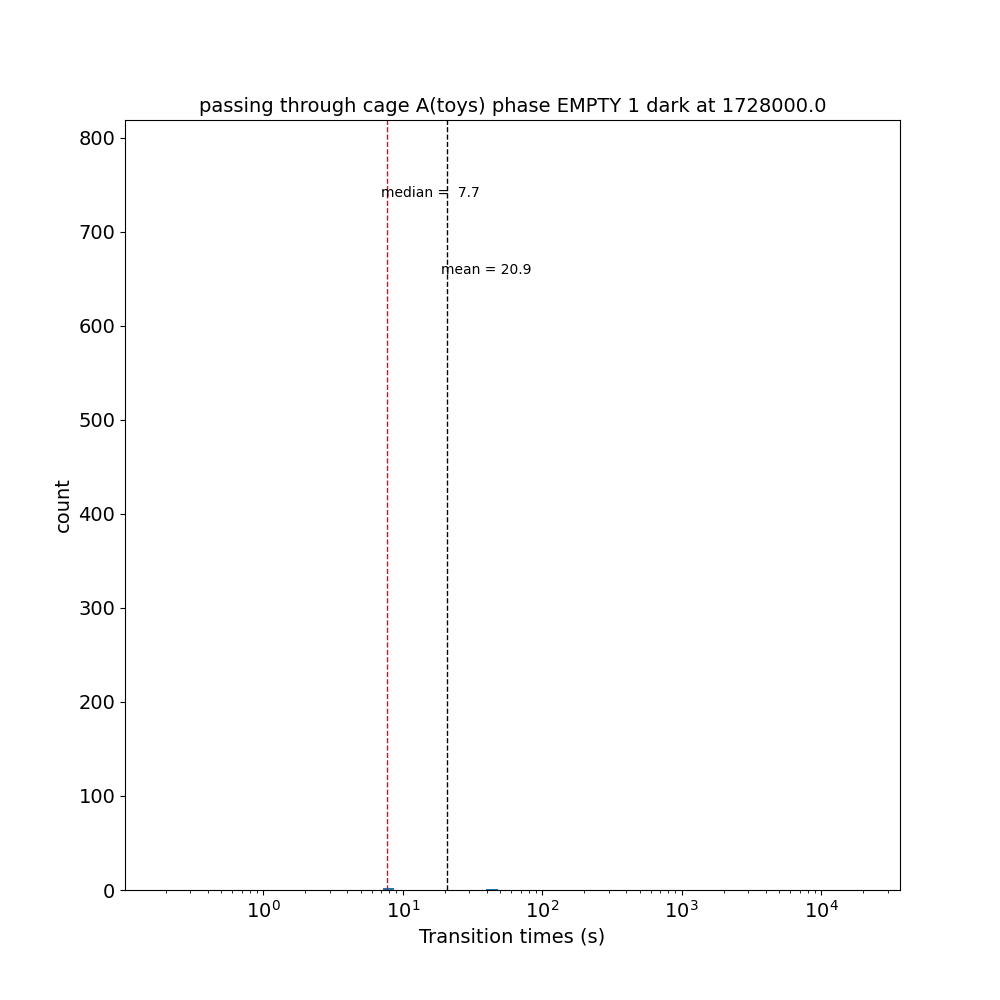 passing through cage A(toys) phase EMPTY 1 dark at 1728000.0
800
median =  7.7
700
mean = 20.9
600
500
count
400
300
200
100
0
10^0 10^1 10^2 10^3 10^4
Transition times (s)